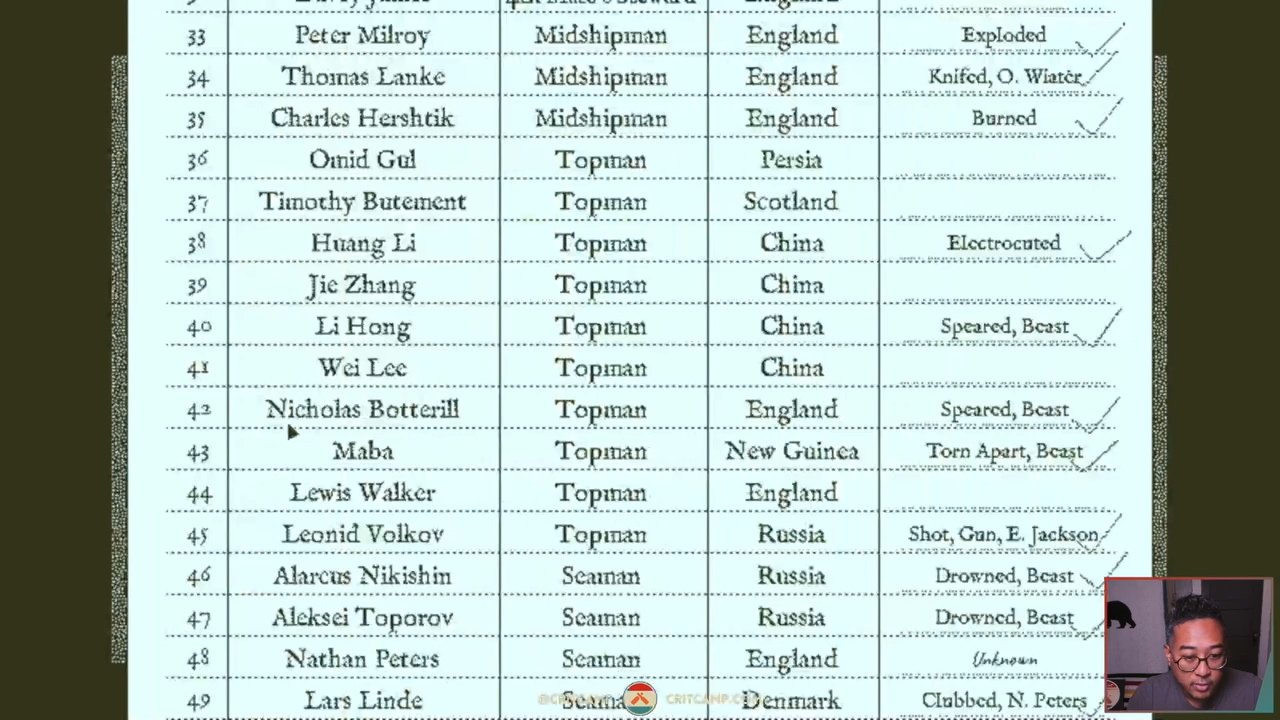 33 Peter Milroy Midshipman England Exploded
34 Thomas Lanke Midshipman England Knifed, O. Wiater
35 Charles Hershtik Midshipman England Burned
36 Omid Gul Topman Persia
37 Timothy Butement Topman Scotland
38 Huang Li Topman China Electrocuted
39 Jie Zhang Topman China
40 Li Hong Topman China Speared, Beast
41 Wei Lee Topman China
42 Nicholas Botterill Topman England Speared, Beast
43 Maba Topman New Guinea Torn Apart, Beast
44 Lewis Walker Topman England
45 Leonid Volkov Topman Russia Shot, Gun, E. Jackson
46 Alarcus Nikishin Seaman Russia Drowned, Beast
47 Aleksei Toporov Seaman Russia Drowned, Beast
48 Nathan Peters Seaman England Unknown
49 Lars Linde Denmark Clubbed, N. Peters
CRITCAMP.COM